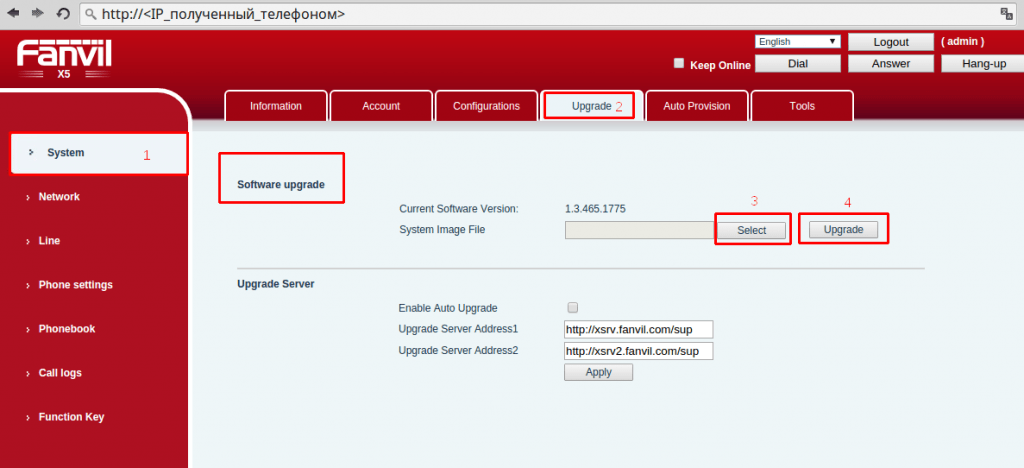 http://<IP_полученный_телефоном>
Fanvil
X5
English
Logout
( admin )
Keep Online
Dial
Answer
Hang-up
Information
Account
Configurations
Upgrade 2
Auto Provision
Tools
System 1
Network
Line
Phone settings
Phonebook
Call logs
Function Key
Software upgrade
Current Software Version: 1.3.465.1775
3
4
System Image File
Select
Upgrade
Upgrade Server
Enable Auto Upgrade
Upgrade Server Address1 http://xsrv.fanvil.com/sup
Upgrade Server Address2 http://xsrv2.fanvil.com/sup
Apply